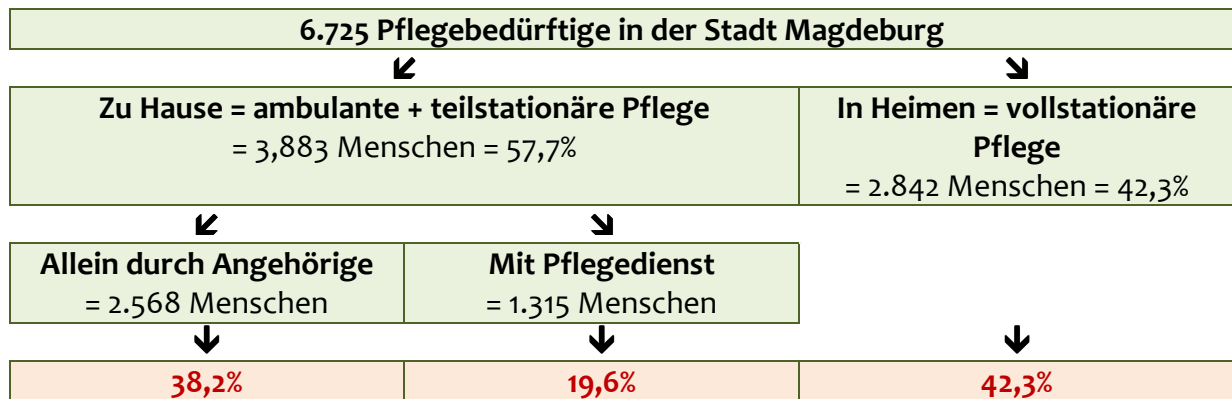 6.725 Pflegebedürftige in der Stadt Magdeburg
Zu Hause = ambulante + teilstationäre Pflege
= 3,883 Menschen = 57,7%
In Heimen = vollstationäre
Pflege
= 2.842 Menschen = 42,3%
Allein durch Angehörige
= 2.568 Menschen
Mit Pflegedienst
= 1.315 Menschen
38,2%
19,6%
42,3%